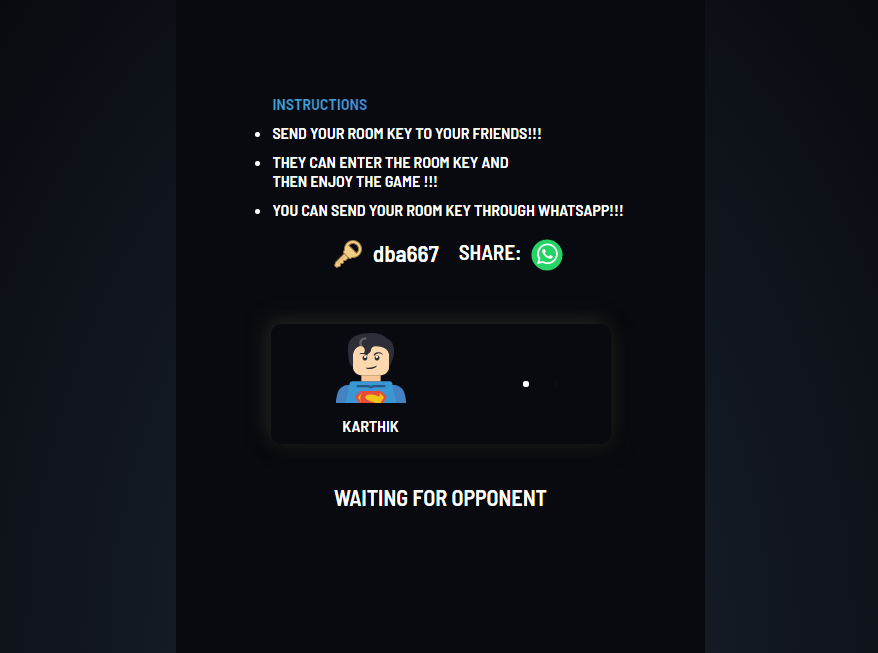 INSTRUCTIONS
SEND YOUR ROOM KEY TO YOUR FRIENDS!!!
THEY CAN ENTER THE ROOM KEY AND
THEN ENJOY THE GAME !!!
YOU CAN SEND YOUR ROOM KEY THROUGH WHATSAPP!!!
dba667 SHARE:
KARTHIK
WAITING FOR OPPONENT